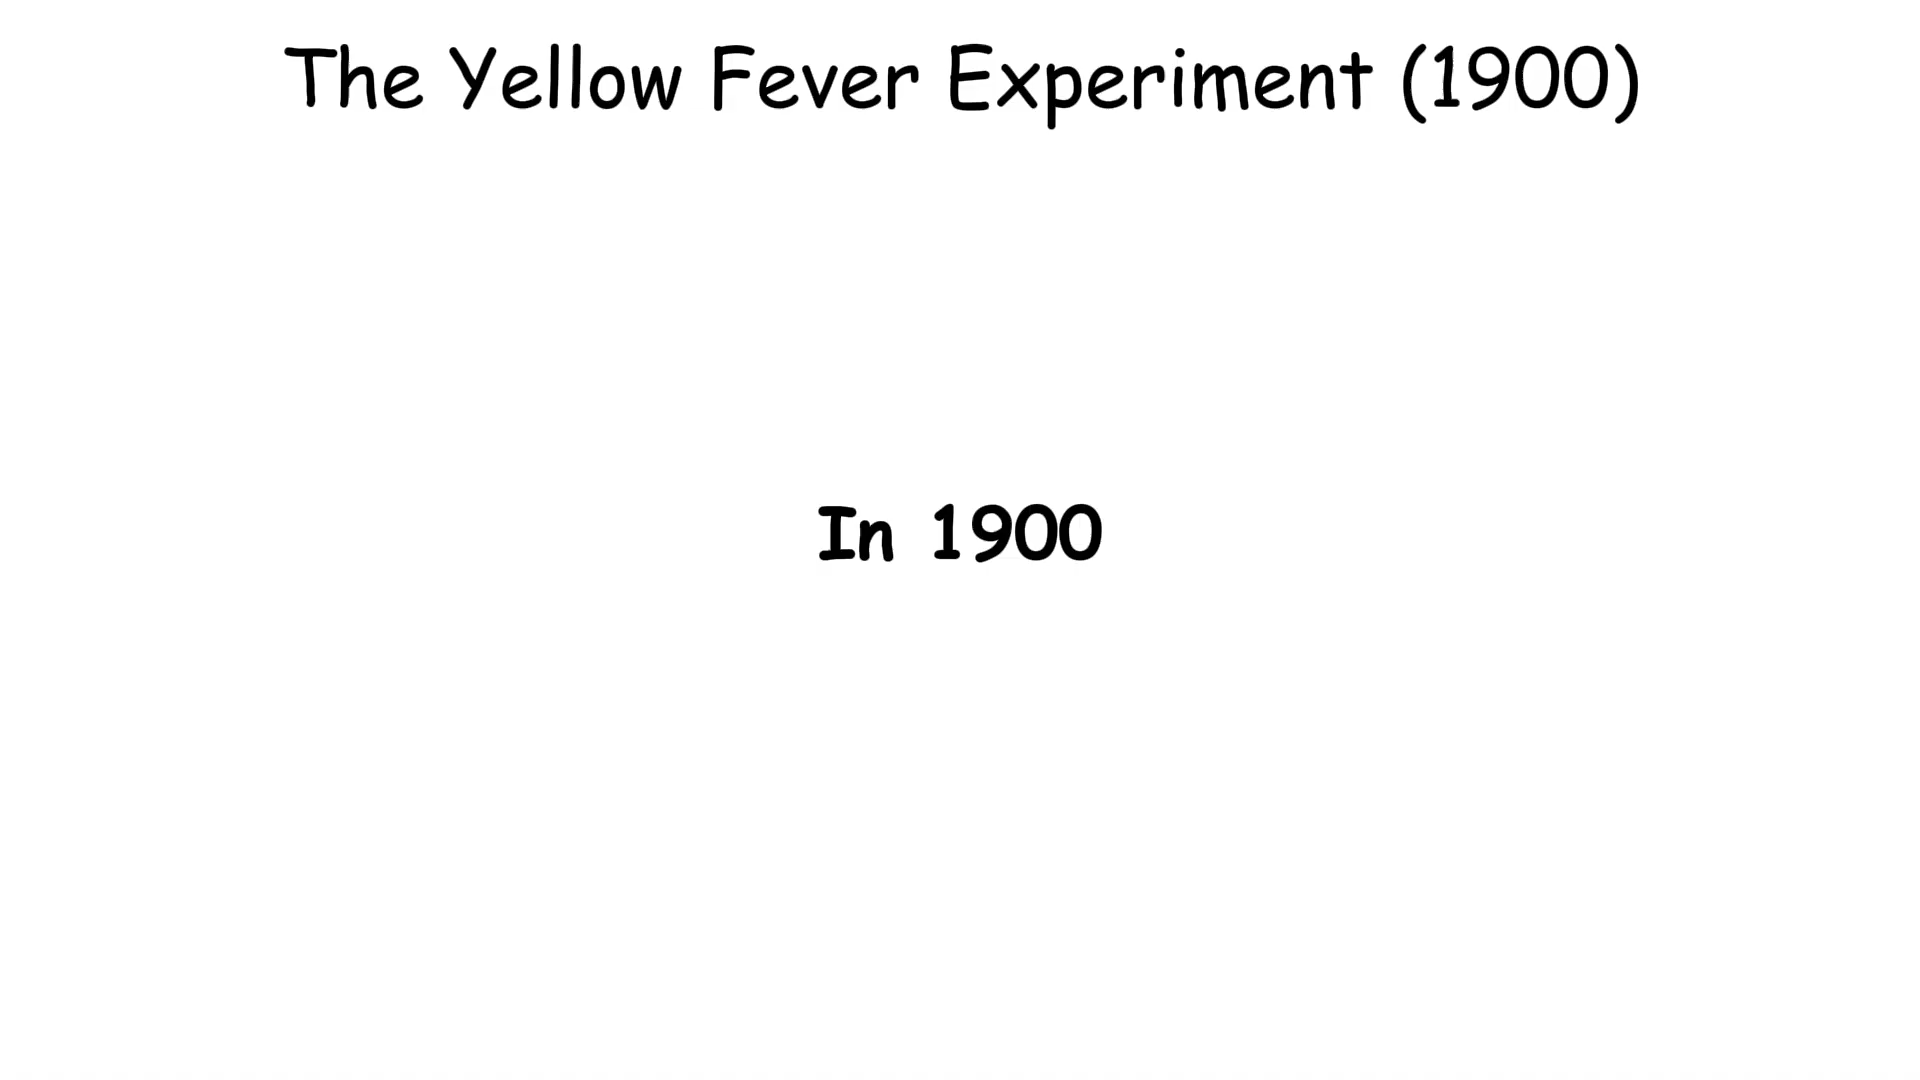 The Yellow Fever Experiment (1900)
In 1900